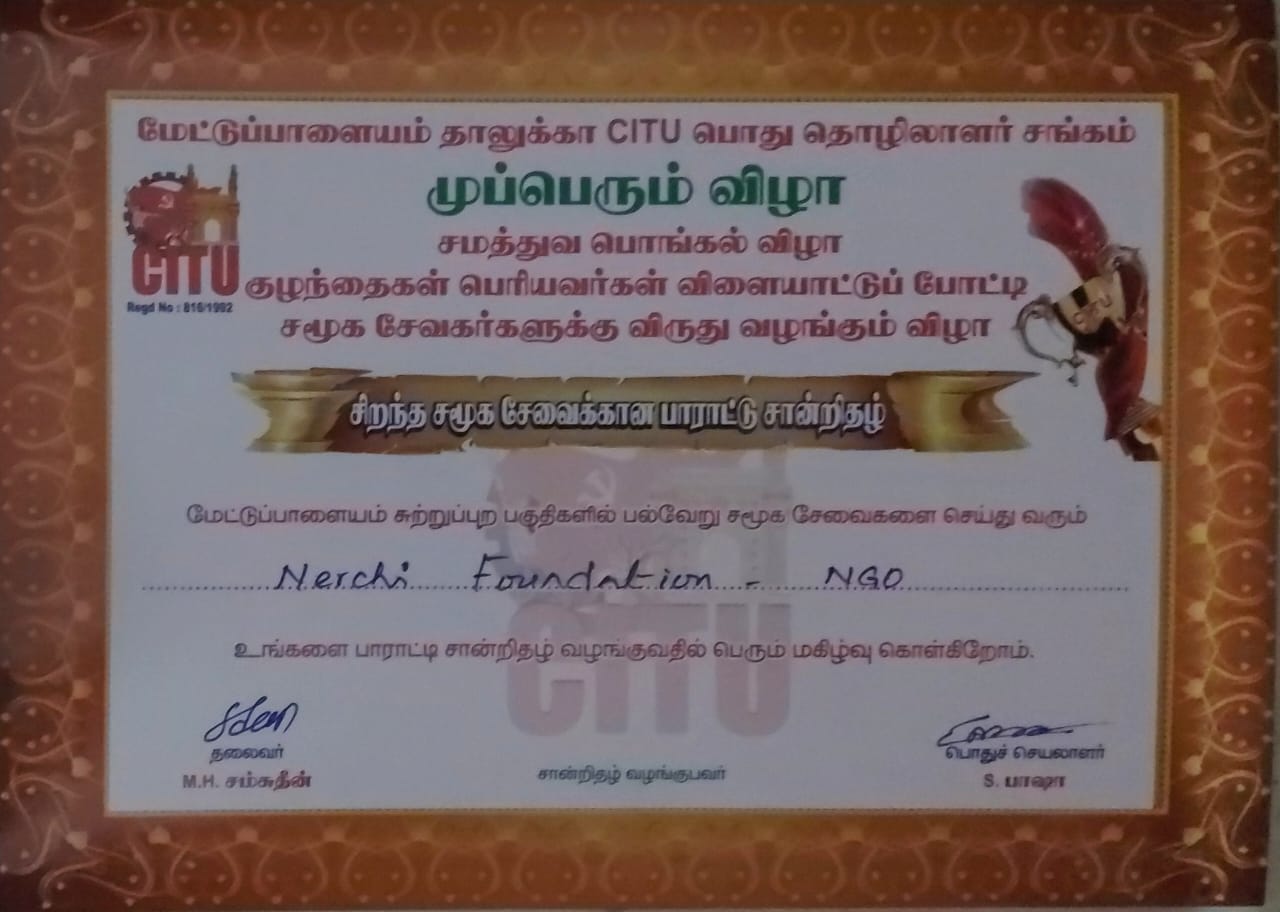 மேட்டுப்பாளையம் தாலுக்கா CITU பொது தொழிலாளர் சங்கம்
முப்பெரும் விழா
சமத்துவ பொங்கல் விழா
CITU
Regd No : 816/1992
குழந்தைகள் பெரியவர்கள் விளையாட்டுப் போட்டி
சமூக சேவகர்களுக்கு விருது வழங்கும் விழா
சிறந்த சமூக சேவைக்கான பாராட்டு சான்றிதழ்
மேட்டுப்பாளையம் சுற்றுப்புற பகுதிகளில் பல்வேறு சமூக சேவைகளை செய்து வரும்
Nerchi Foundation - NGO
CITU
உங்களை பாராட்டி சான்றிதழ் வழங்குவதில் பெரும் மகிழ்வு கொள்கிறோம்.
தலைவர்
M.H. சம்சுதீன்
சான்றிதழ் வழங்குபவர்
பொதுச் செயலாளர்
S. பாஷா